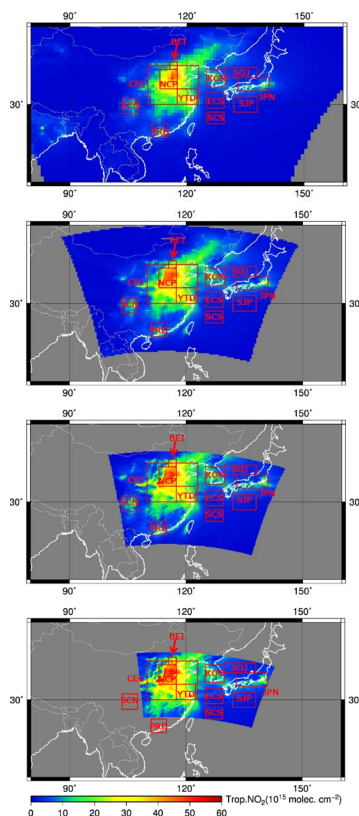 90˚ 120˚ 150˚
BEI
CEC NCP KOR SOJ
30˚ SCN YTD ECS SJP JPN 30˚
PRD SCS
90˚ 120˚ 150˚
BEI
CEC NCP KOR SOJ
30˚ SCN YTD ECS SJP JPN 30˚
PRD SCS
90˚ 120˚ 150˚
BEI
CEC NCP KOR SOJ
30˚ SCN YTD ECS SJP JPN 30˚
PRD SCS
90˚ 120˚ 150˚
BEI
CEC NCP KOR SOJ
30˚ SCN YTD ECS SJP JPN 30˚
PRD SCS
Trop.NO₂(10¹⁵ molec. cm⁻²)
0 10 20 30 40 50 60